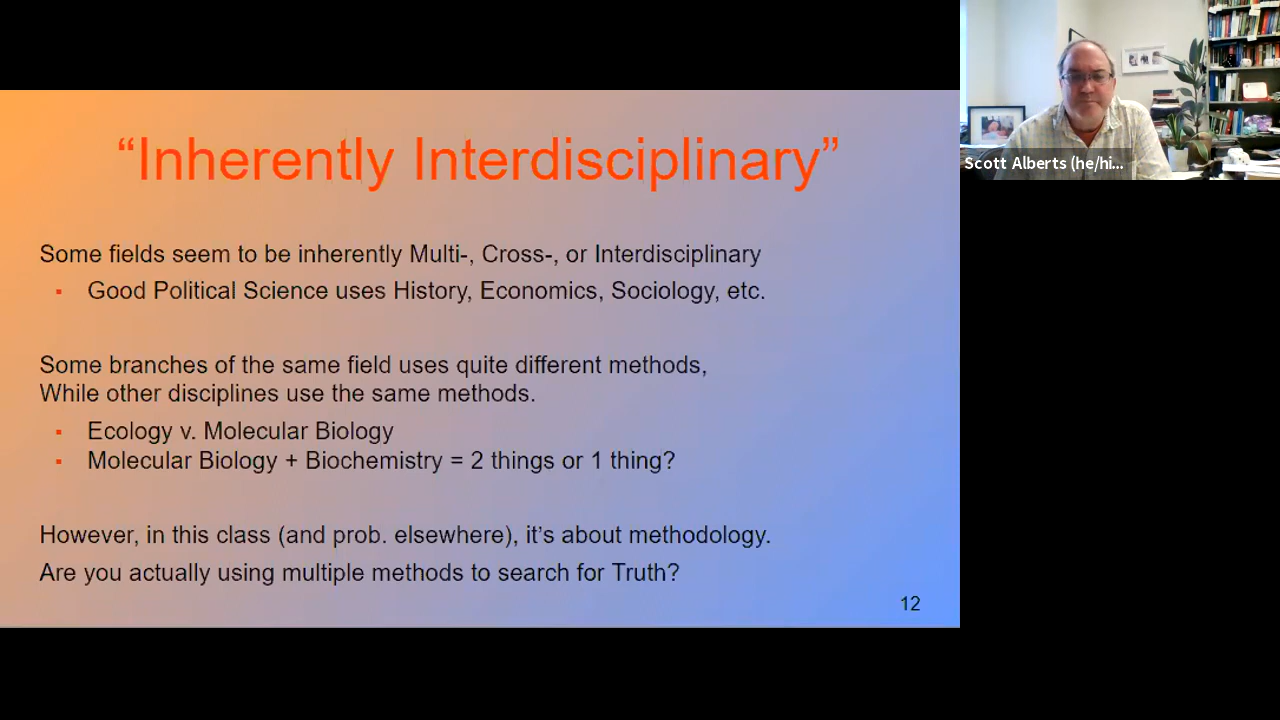 “Inherently Interdisciplinary”
Some fields seem to be inherently Multi-, Cross-, or Interdisciplinary
▪ Good Political Science uses History, Economics, Sociology, etc.
Some branches of the same field uses quite different methods,
While other disciplines use the same methods.
▪ Ecology v. Molecular Biology
▪ Molecular Biology + Biochemistry = 2 things or 1 thing?
However, in this class (and prob. elsewhere), it’s about methodology.
Are you actually using multiple methods to search for Truth?
12
Scott Alberts (he/hi...